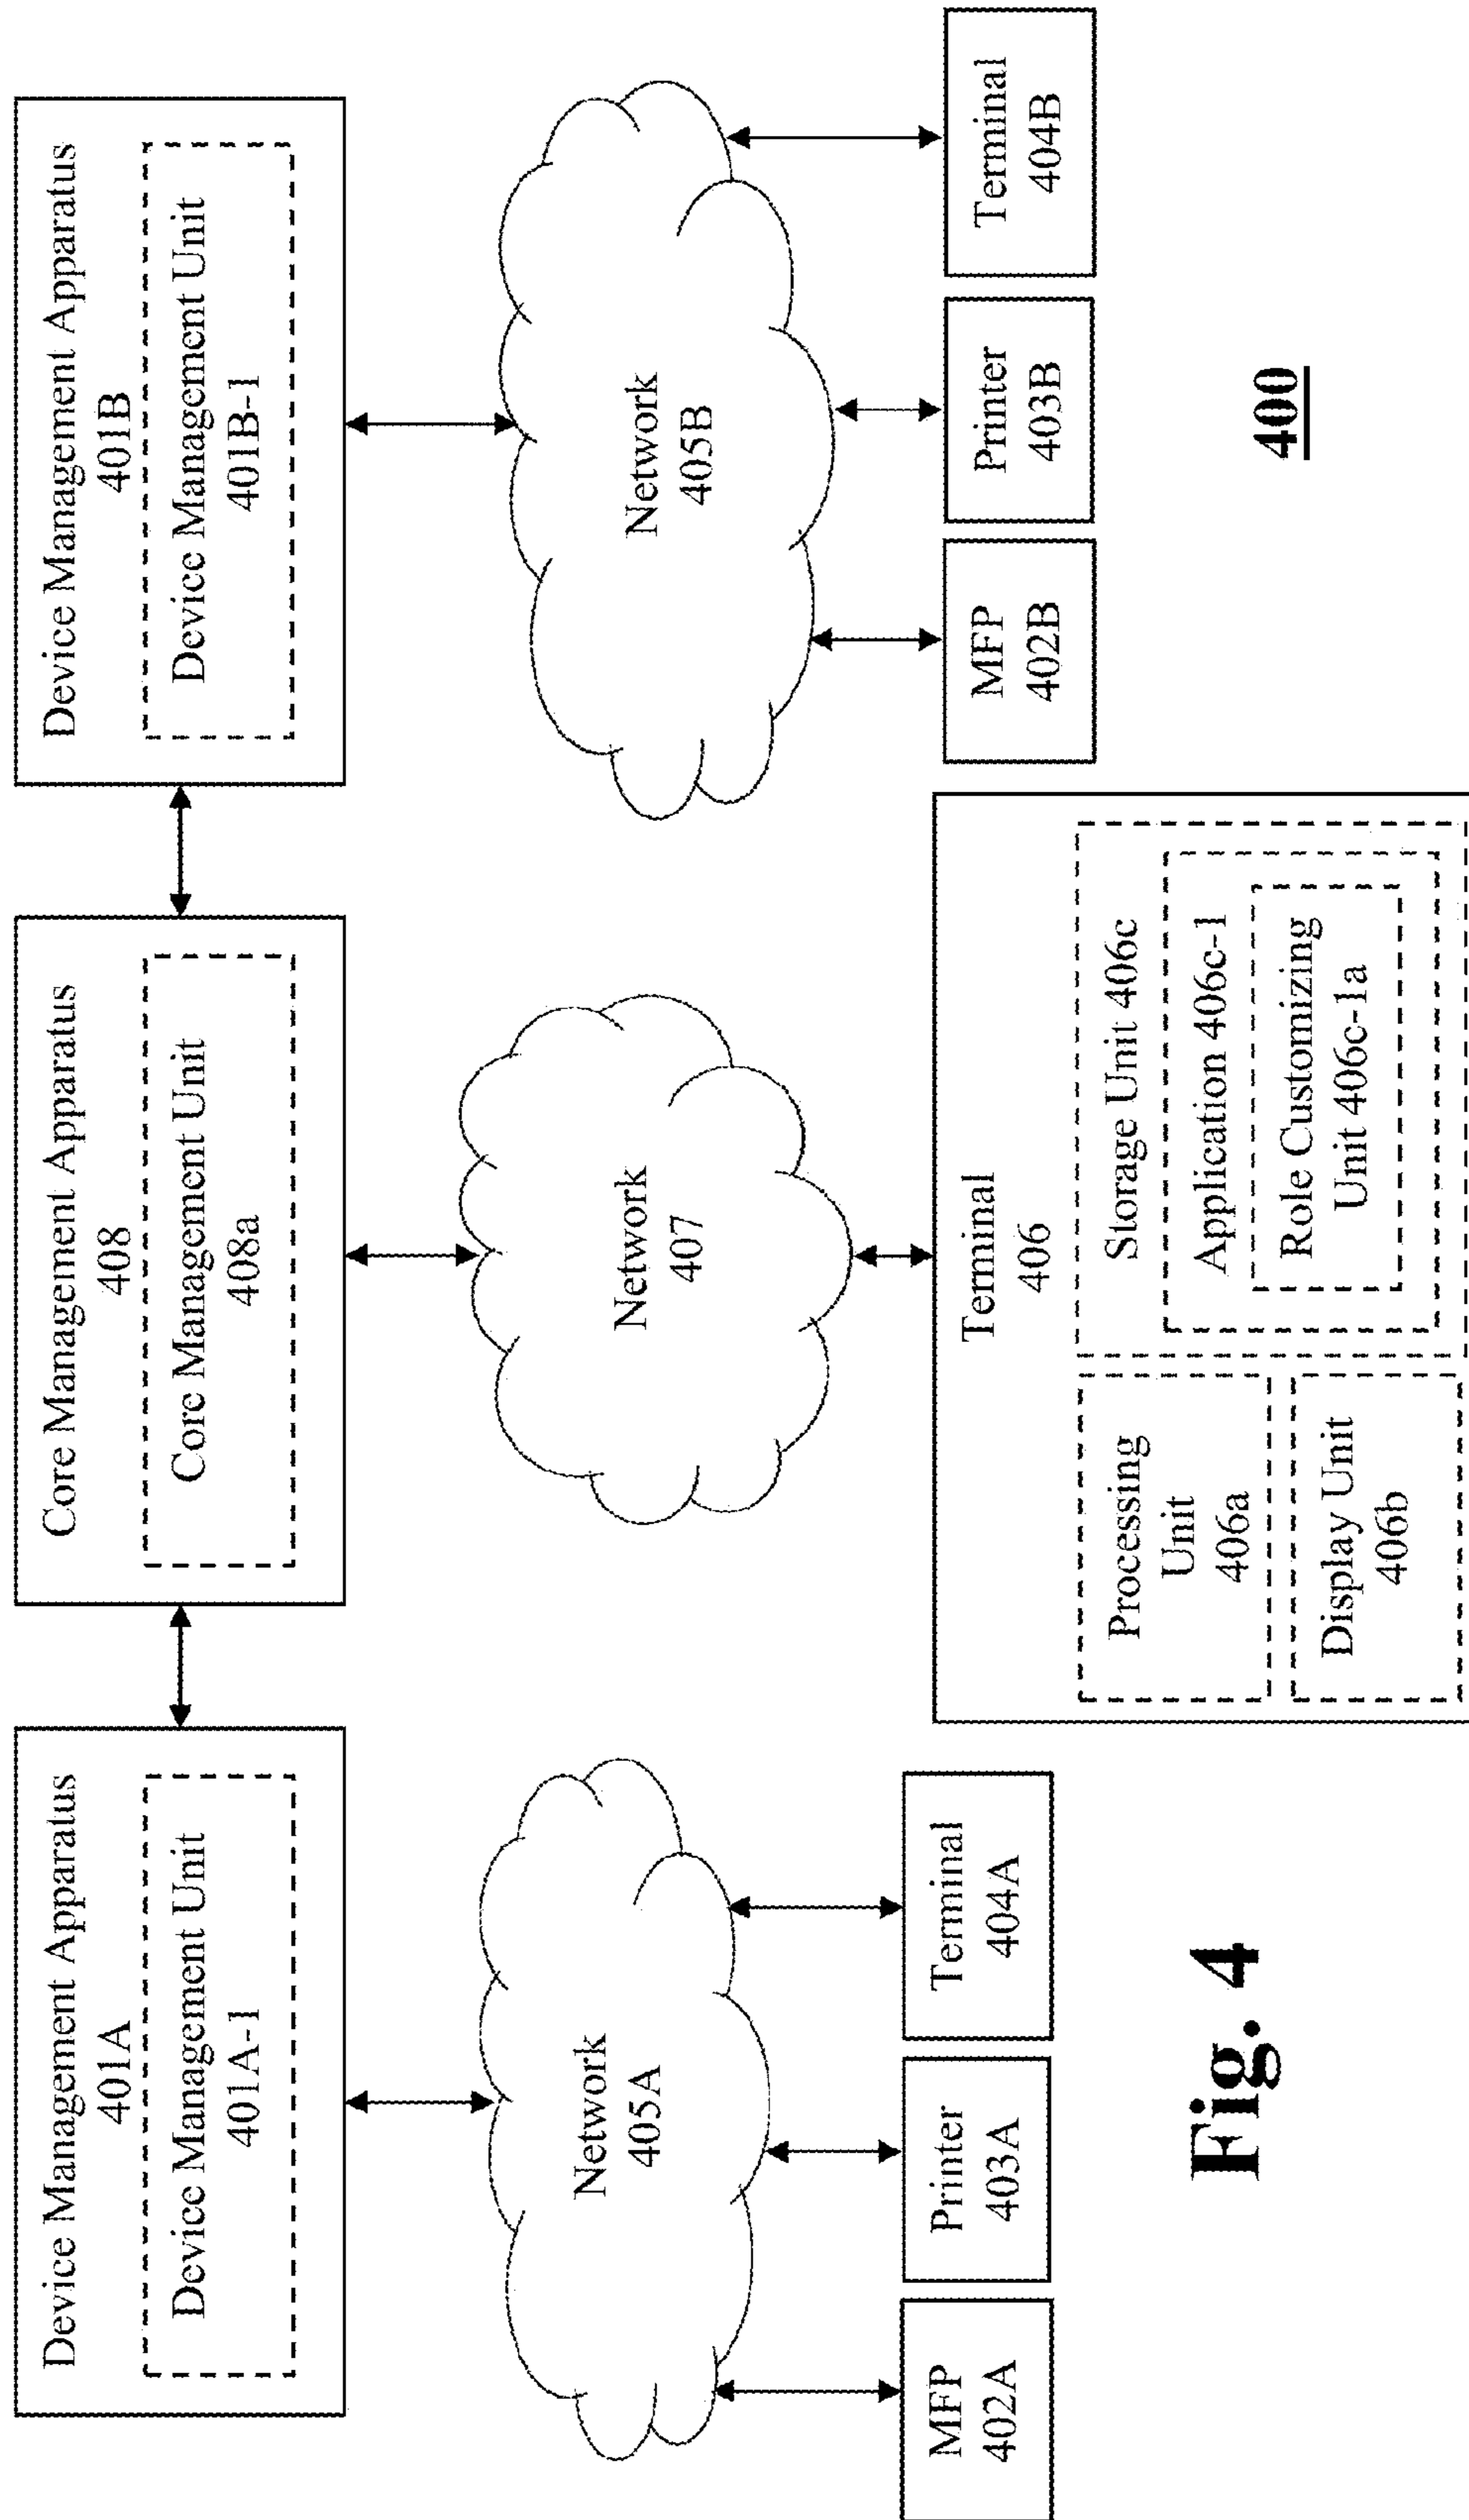 Device Management Apparatus
401A
Device Management Unit
401A-1
Core Management Apparatus
408
Core Management Unit
408a
Device Management Apparatus
401B
Device Management Unit
401B-1
Network
405A
Network
407
Network
405B
MFP
402A
Printer
403A
Terminal
404A
Terminal
406
Processing
Unit
406a
Display Unit
406b
Storage Unit 406c
Application 406c-1
Role Customizing
Unit 406c-1a
MFP
402B
Printer
403B
Terminal
404B
Fig. 4
400